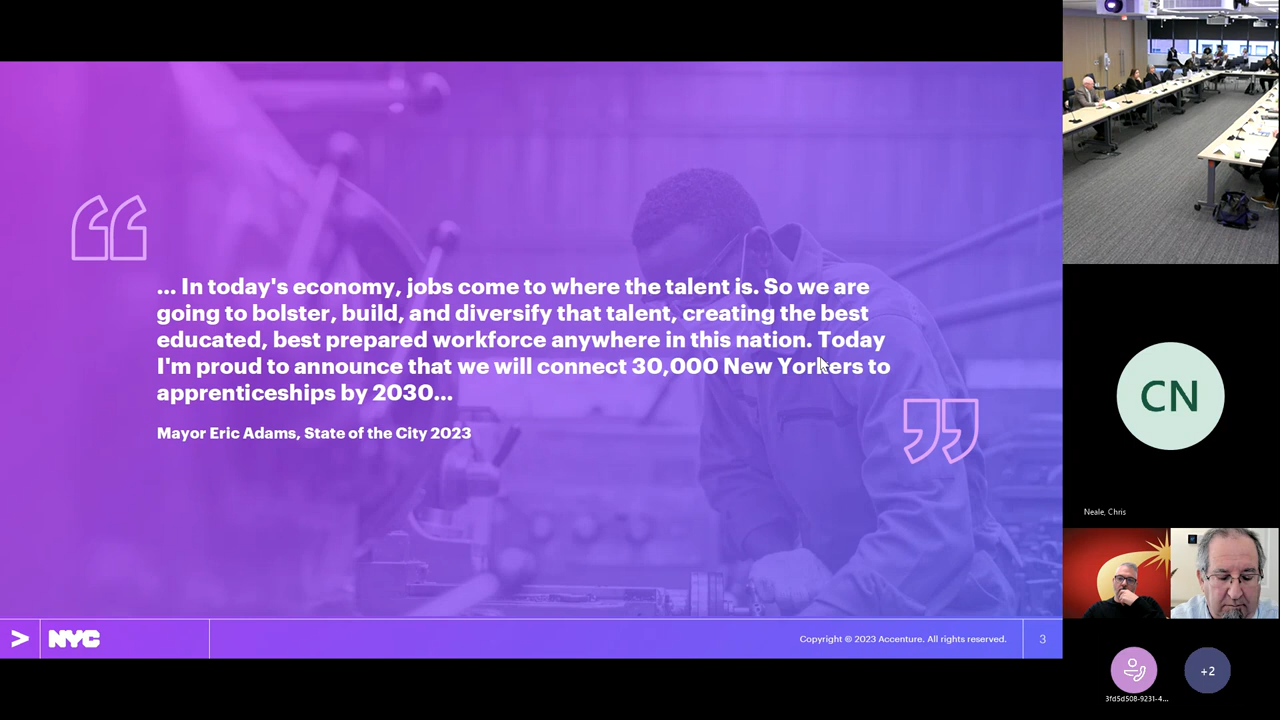 ... In today's economy, jobs come to where the talent is. So we are
going to bolster, build, and diversify that talent, creating the best
educated, best prepared workforce anywhere in this nation. Today
I'm proud to announce that we will connect 30,000 New Yorkers to
apprenticeships by 2030...
Mayor Eric Adams, State of the City 2023
NYC
Copyright © 2023 Accenture. All rights reserved.
3
CN
Neale, Chris
3fd5d508-9231-4...
+2